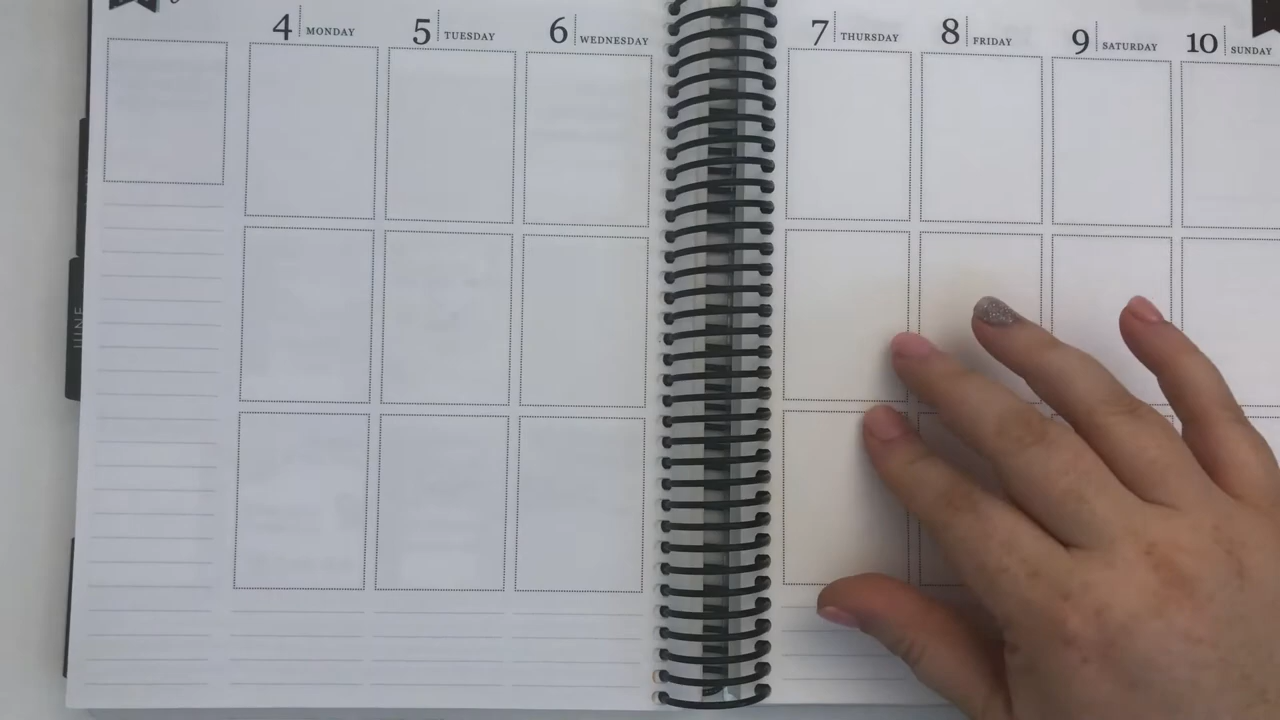 4 MONDAY
5 TUESDAY
6 WEDNESDAY
7 THURSDAY
8 FRIDAY
9 SATURDAY
10 SUNDAY
JUNE